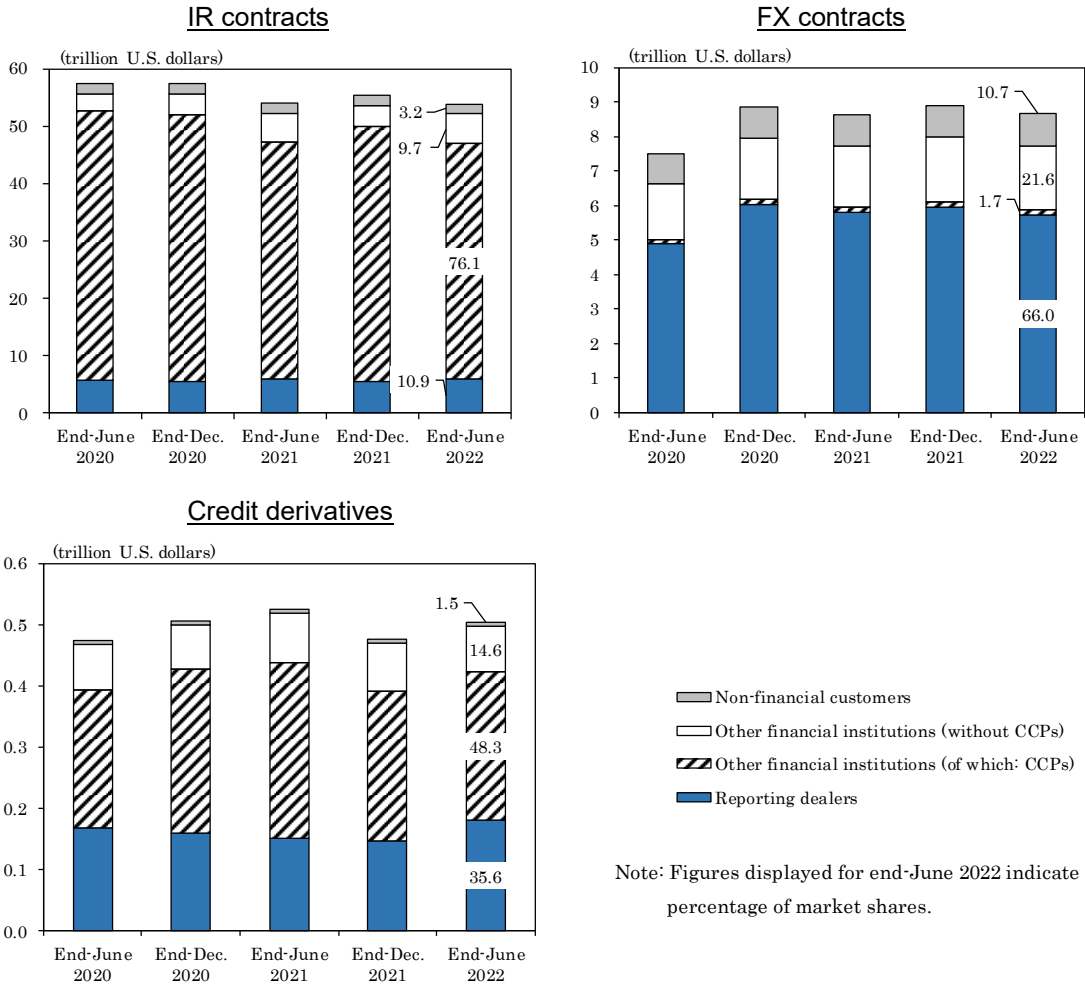 IR contracts
(trillion U.S. dollars)
60
50
40
30
20
10
0
3.2
9.7
76.1
10.9
End-June 2020
End-Dec. 2020
End-June 2021
End-Dec. 2021
End-June 2022
FX contracts
(trillion U.S. dollars)
10
9
8
7
6
5
4
3
2
1
0
10.7
21.6
1.7
66.0
End-June 2020
End-Dec. 2020
End-June 2021
End-Dec. 2021
End-June 2022
Credit derivatives
(trillion U.S. dollars)
0.6
0.5
0.4
0.3
0.2
0.1
0.0
1.5
14.6
48.3
35.6
End-June 2020
End-Dec. 2020
End-June 2021
End-Dec. 2021
End-June 2022
Non-financial customers
Other financial institutions (without CCPs)
Other financial institutions (of which: CCPs)
Reporting dealers
Note: Figures displayed for end-June 2022 indicate
percentage of market shares.